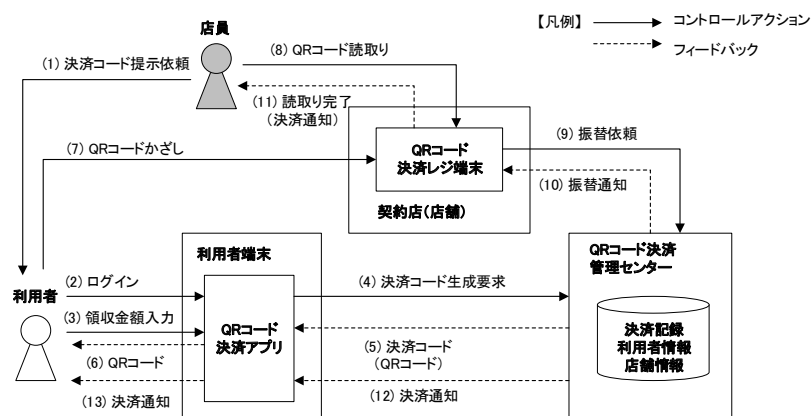 店員
【凡例】
コントロールアクション
フィードバック
(1) 決済コード提示依頼
(8) QRコード読取り
(11) 読取り完了
(決済通知)
(7) QRコードかざし
QRコード
決済レジ端末
契約店(店舗)
(9) 振替依頼
(10) 振替通知
利用者端末
QRコード決済
管理センター
利用者
(2) ログイン
(3) 領収金額入力
QRコード
決済アプリ
(4) 決済コード生成要求
(5) 決済コード
(QRコード)
(6) QRコード
(12) 決済通知
(13) 決済通知
決済記録
利用者情報
店舗情報